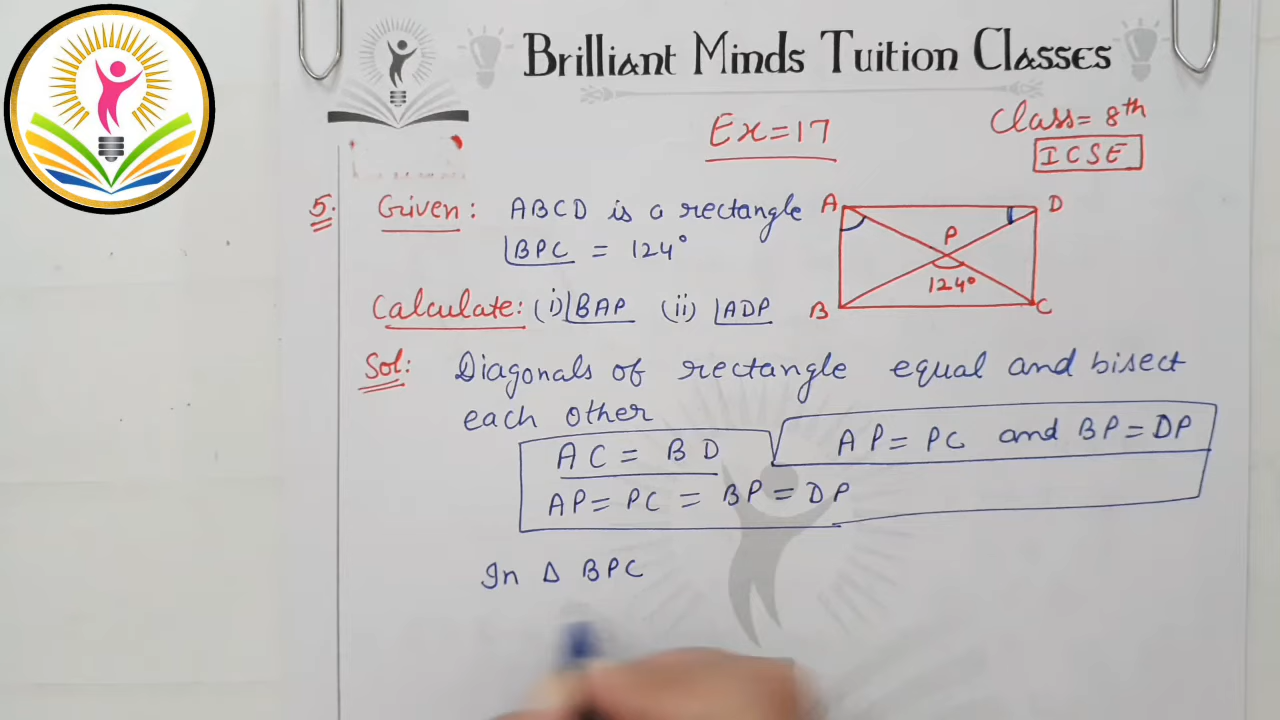 Brilliant Minds Tuition Classes
Ex=17
Class= 8th
ICSE
5. Given: ABCD is a rectangle
∠BPC = 124°
Calculate: (i) ∠BAP (ii) ∠ADP
A D
P
124°
B C
Sol: Diagonals of rectangle equal and bisect
each other
AC = BD AP = PC and BP = DP
AP = PC = BP = DP
In Δ BPC